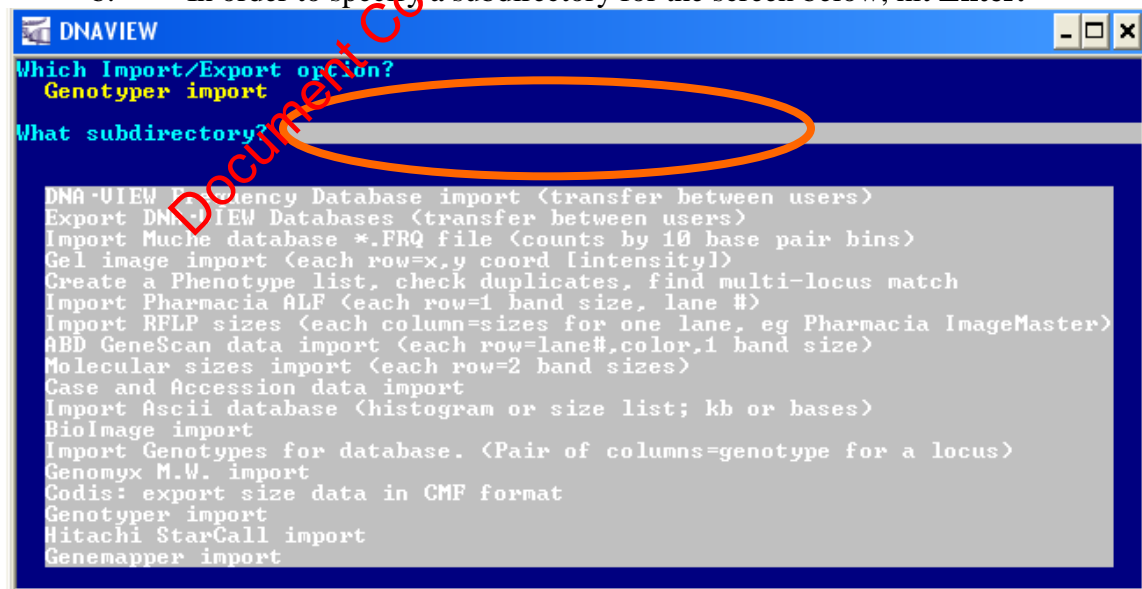 In order to specify a subdirectory for the screen below, hit Enter.
DNAVIEW
Which Import/Export option?
Genotyper import
What subdirectory?
DNA-VIEW Frequency Database import (transfer between users)
Export DNA-VIEW Databases (transfer between users)
Import Muche database *.FRQ file (counts by 10 base pair bins)
Gel image import (each row=x,y coord [intensity])
Create a Phenotype list, check duplicates, find multi-locus match
Import Pharmacia ALF (each row=1 band size, lane #)
Import RFLP sizes (each column=sizes for one lane, eg Pharmacia ImageMaster)
ABD GeneScan data import (each row=lane#,color,1 band size)
Molecular sizes import (each row=2 band sizes)
Case and Accession data import
Import Ascii database (histogram or size list; kb or bases)
BioImage import
Import Genotypes for database. (Pair of columns=genotype for a locus)
Genomyx M.W. import
Codis: export size data in CMF format
Genotyper import
Hitachi StarCall import
Genemapper import
Document Co